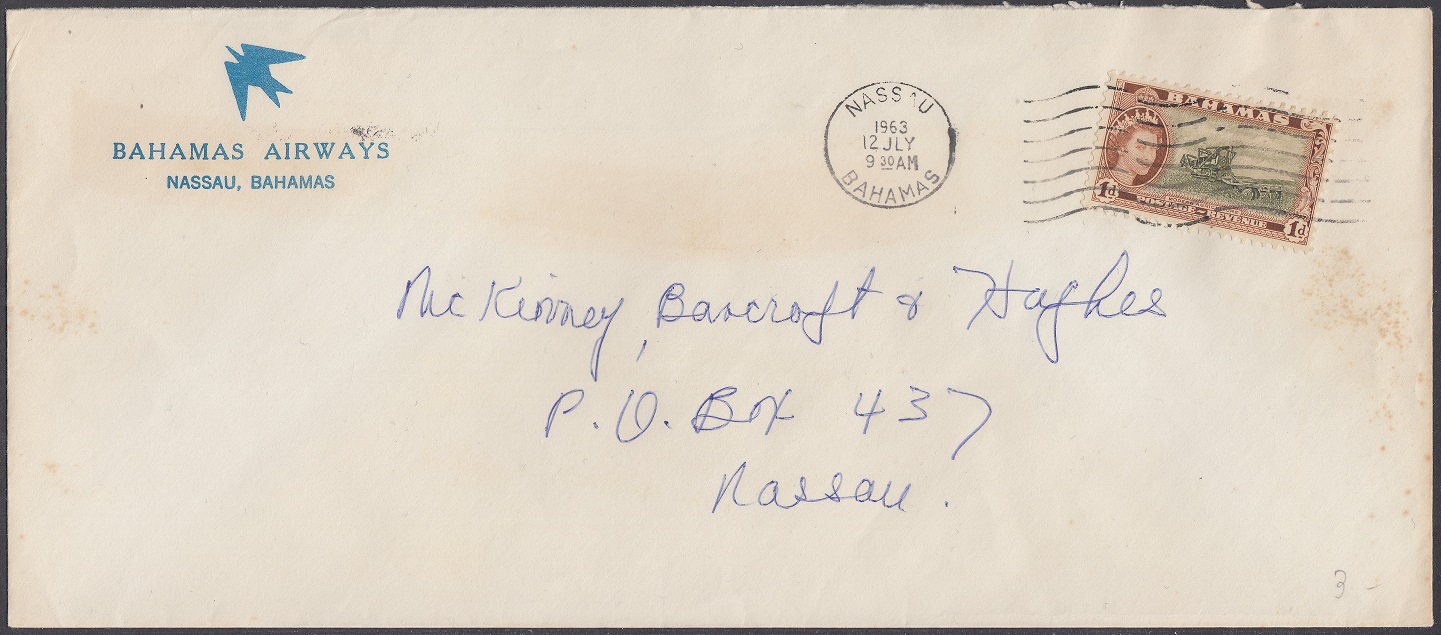 BAHAMAS AIRWAYS
NASSAU, BAHAMAS
NASSAU
1963
12 JLY
9 30 AM
BAHAMAS
BAHAMAS
1d
POSTAGE - REVENUE
1d
McKinney, Bancroft & Hughes
P.O. Box 437
Nassau.
3 -